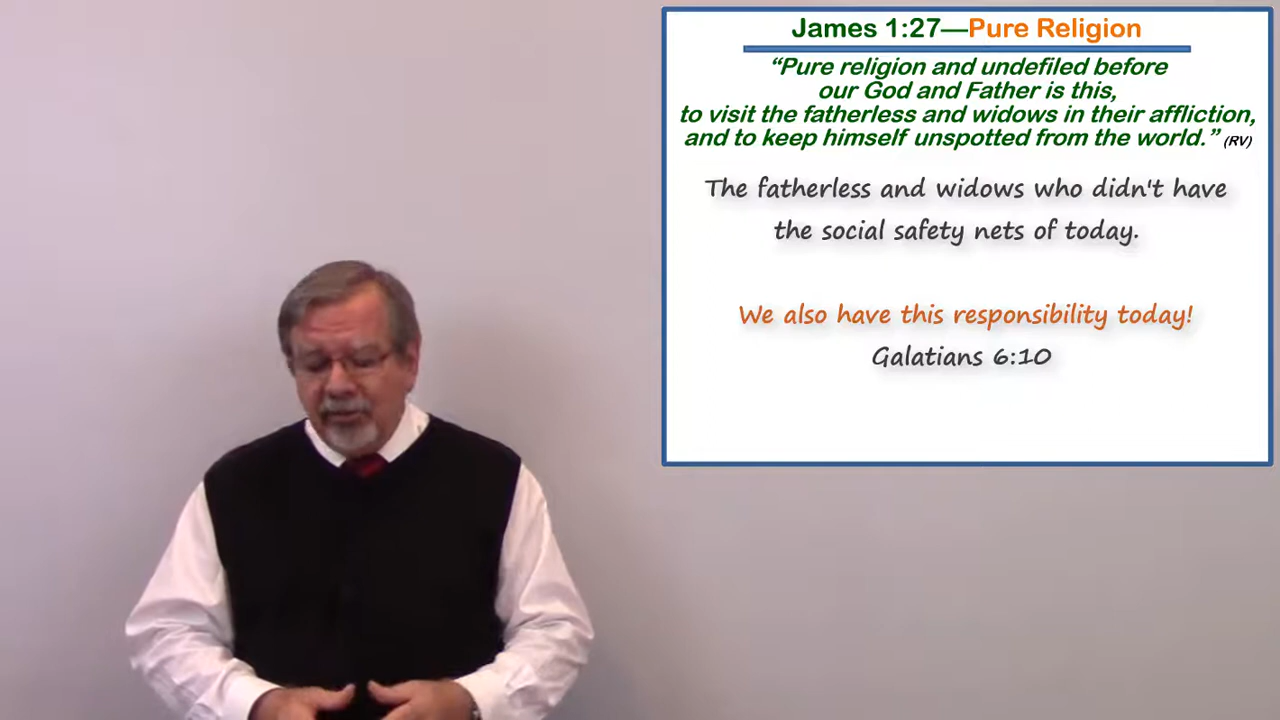 James 1:27—Pure Religion
“Pure religion and undefiled before
our God and Father is this,
to visit the fatherless and widows in their affliction,
and to keep himself unspotted from the world.” (RV)
The fatherless and widows who didn't have
the social safety nets of today.
We also have this responsibility today!
Galatians 6:10